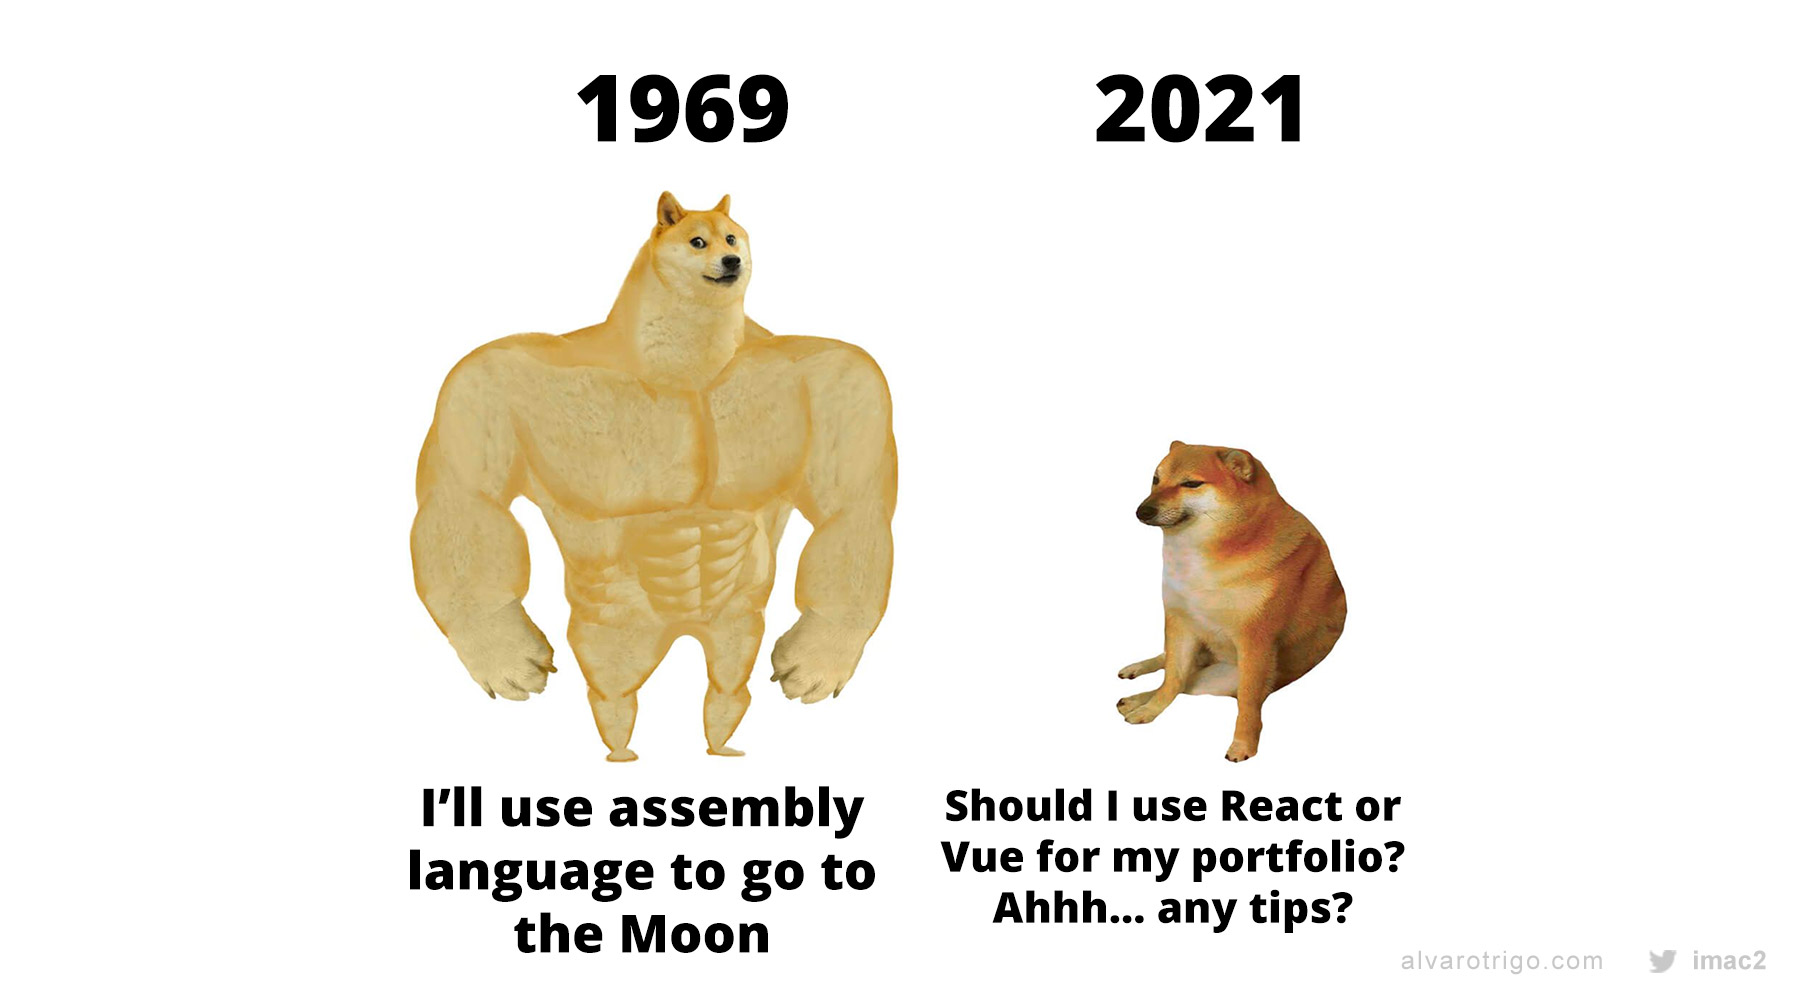 1969
2021
I’ll use assembly
language to go to
the Moon
Should I use React or
Vue for my portfolio?
Ahhh... any tips?
alvarotrigo.com
imac2